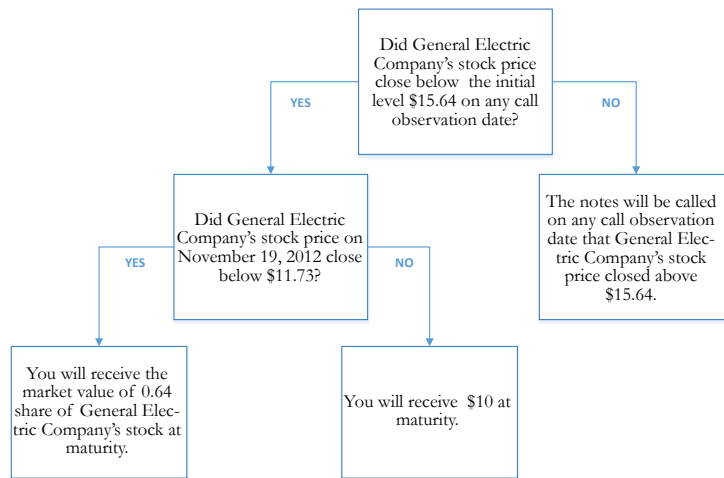 Did General Electric
Company's stock price
close below the initial
level $15.64 on any call
observation date?
YES
NO
Did General Electric
Company's stock price on
November 19, 2012 close
below $11.73?
The notes will be called
on any call observation
date that General Elec-
tric Company's stock
price closed above
$15.64.
YES
NO
You will receive the
market value of 0.64
share of General Elec-
tric Company's stock at
maturity.
You will receive $10 at
maturity.